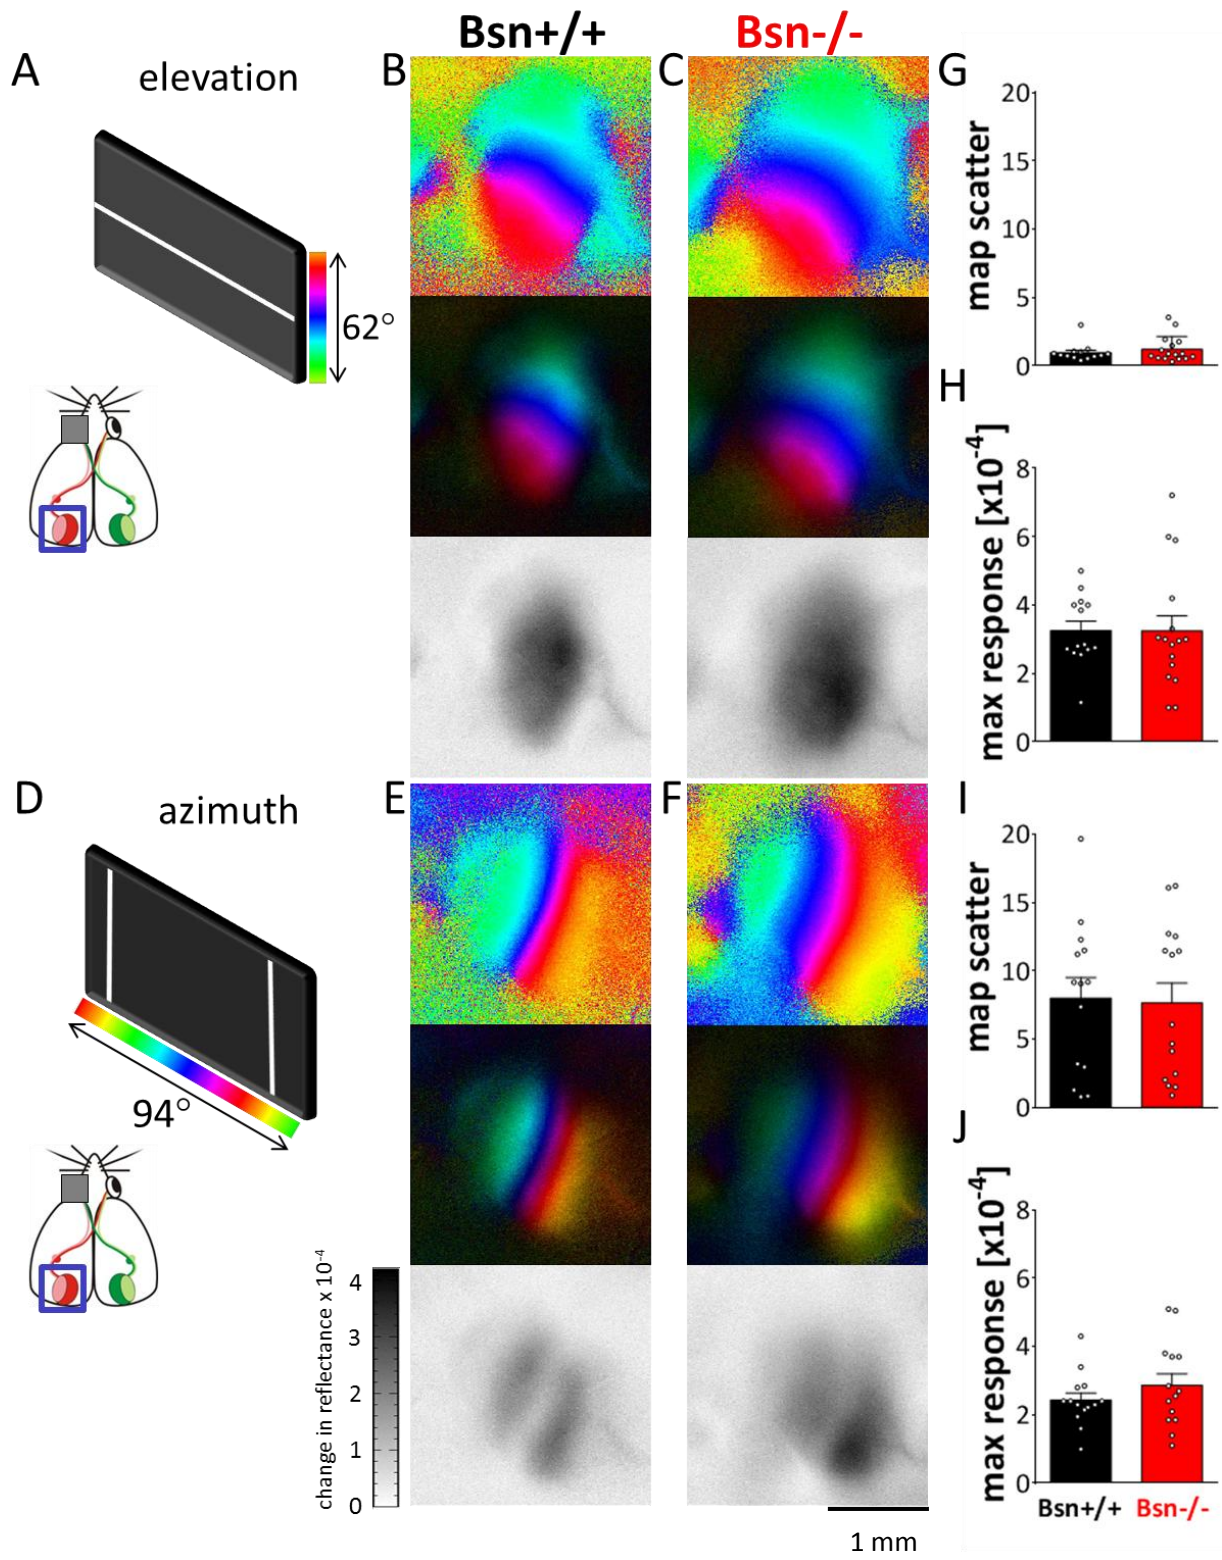 Bsn+/+ Bsn-/-
A elevation
62°
B
C
G
map scatter
20
15
10
5
0
H
max response [x10-4]
8
6
4
2
0
D azimuth
94°
E
F
change in reflectance x 10-4
4
3
2
1
0
1 mm
I
map scatter
20
15
10
5
0
J
max response [x10-4]
8
6
4
2
0
Bsn+/+ Bsn-/-